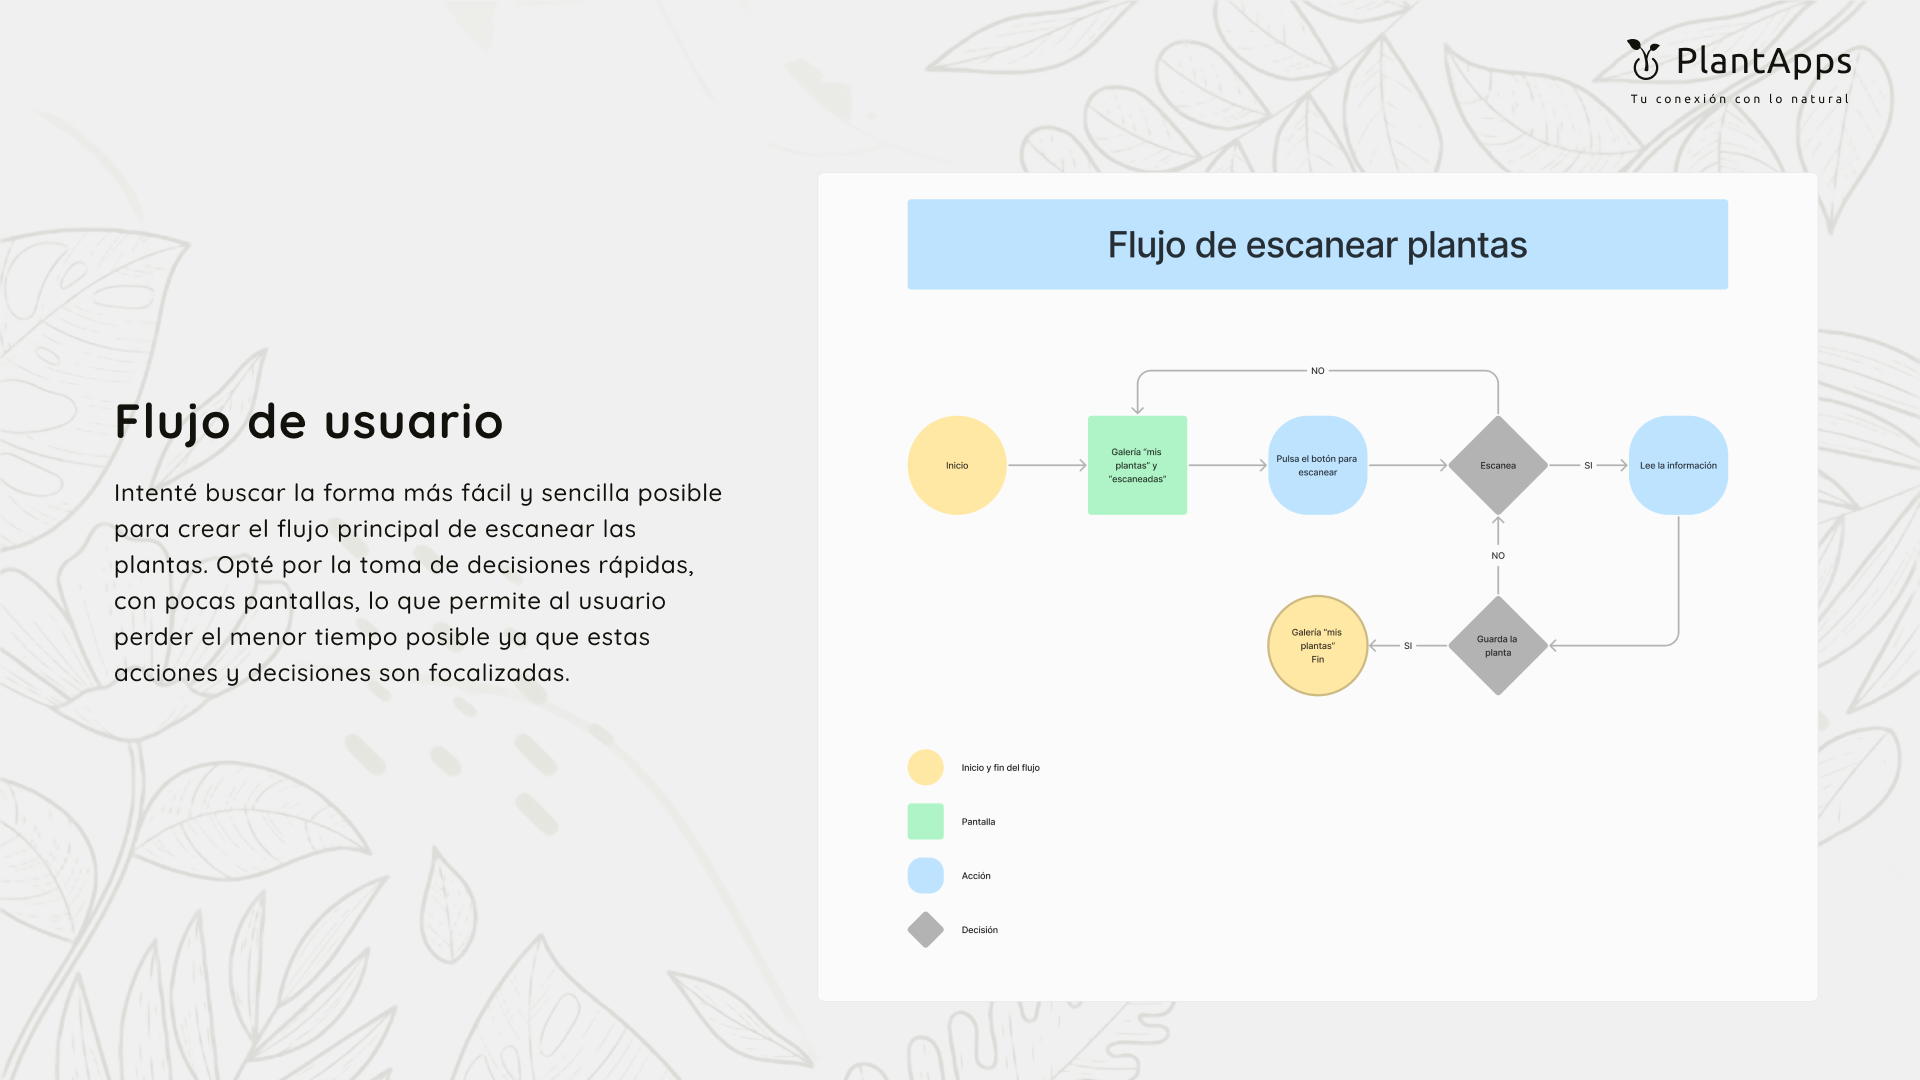 PlantApps
Tu conexión con lo natural
Flujo de usuario
Intenté buscar la forma más fácil y sencilla posible
para crear el flujo principal de escanear las
plantas. Opté por la toma de decisiones rápidas,
con pocas pantallas, lo que permite al usuario
perder el menor tiempo posible ya que estas
acciones y decisiones son focalizadas.
Flujo de escanear plantas
NO
Inicio
Galería "mis
plantas" y
"escaneadas"
Pulsa el botón para
escanear
Escanea
SI
Lee la información
NO
Galería "mis
plantas"
Fin
SI
Guarda la
planta
Inicio y fin del flujo
Pantalla
Acción
Decisión